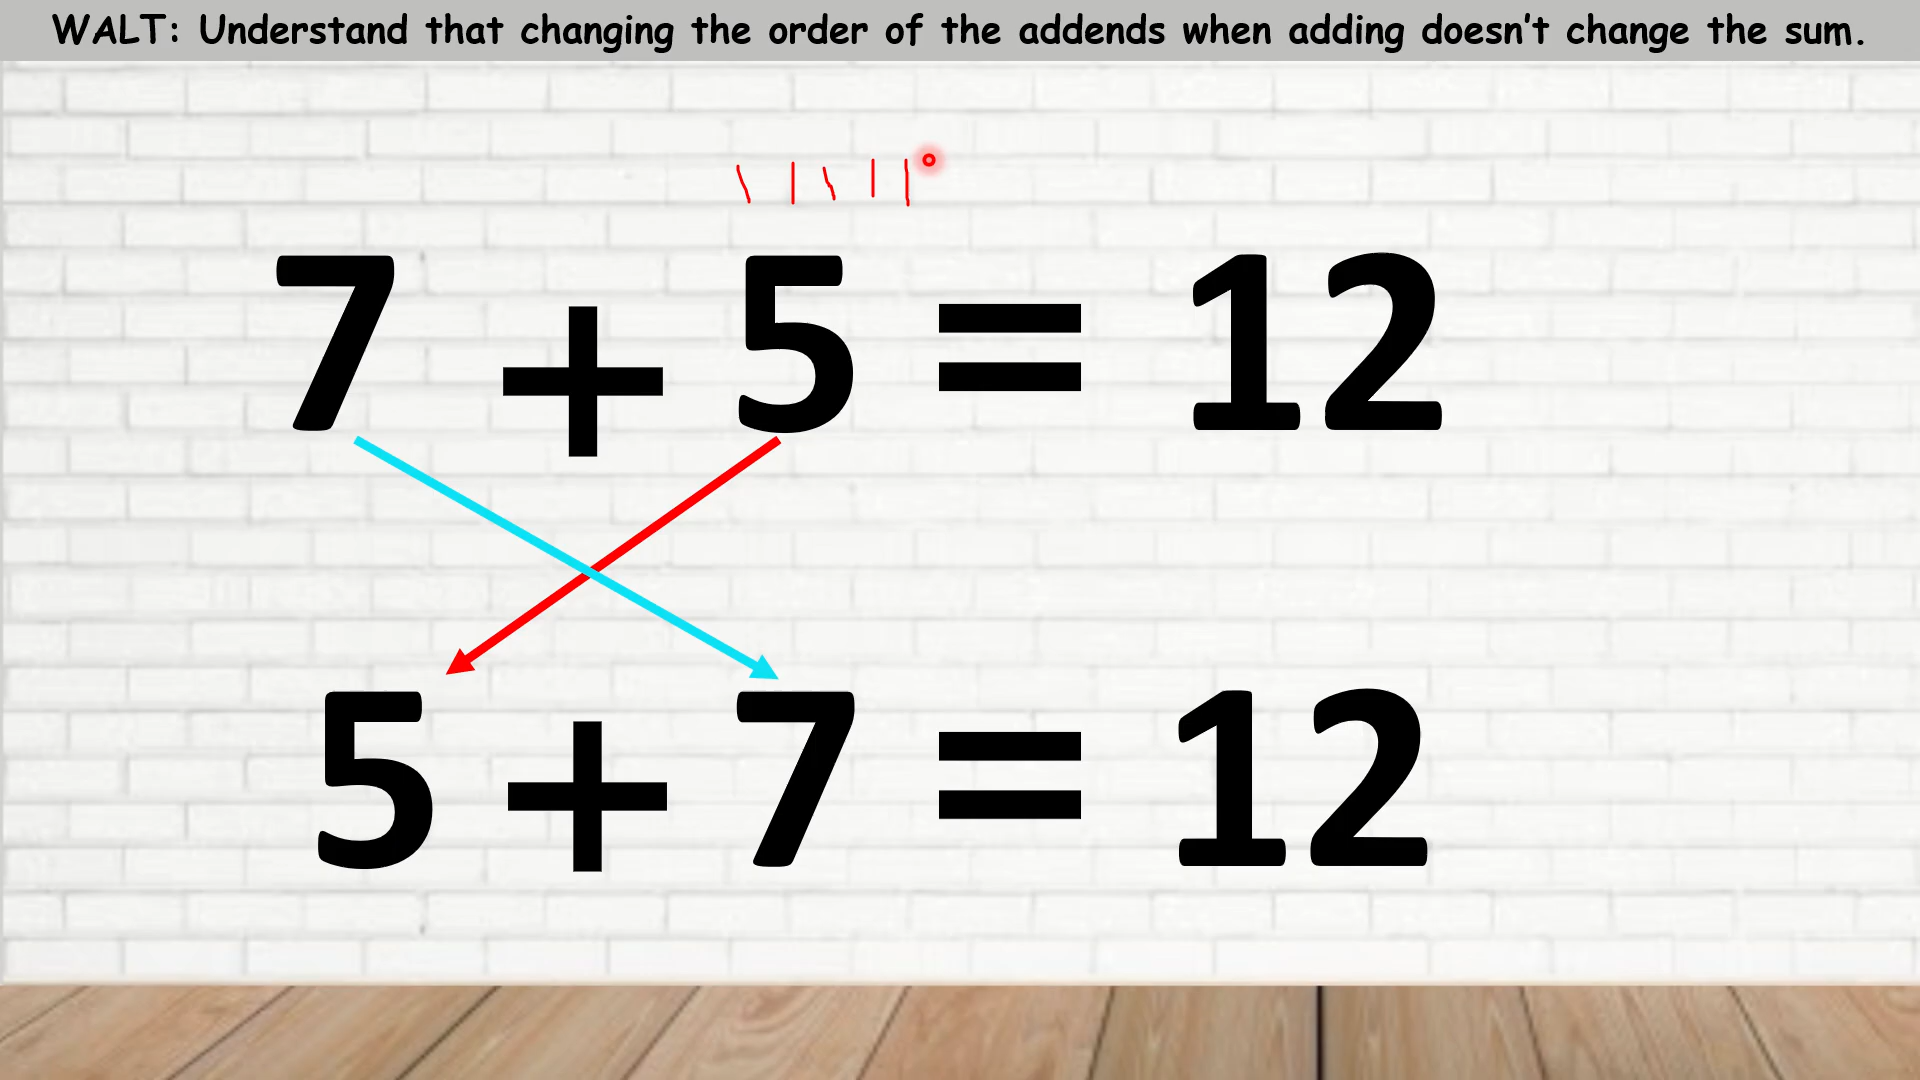 WALT: Understand that changing the order of the addends when adding doesn't change the sum.
7 + 5 = 12
5 + 7 = 12